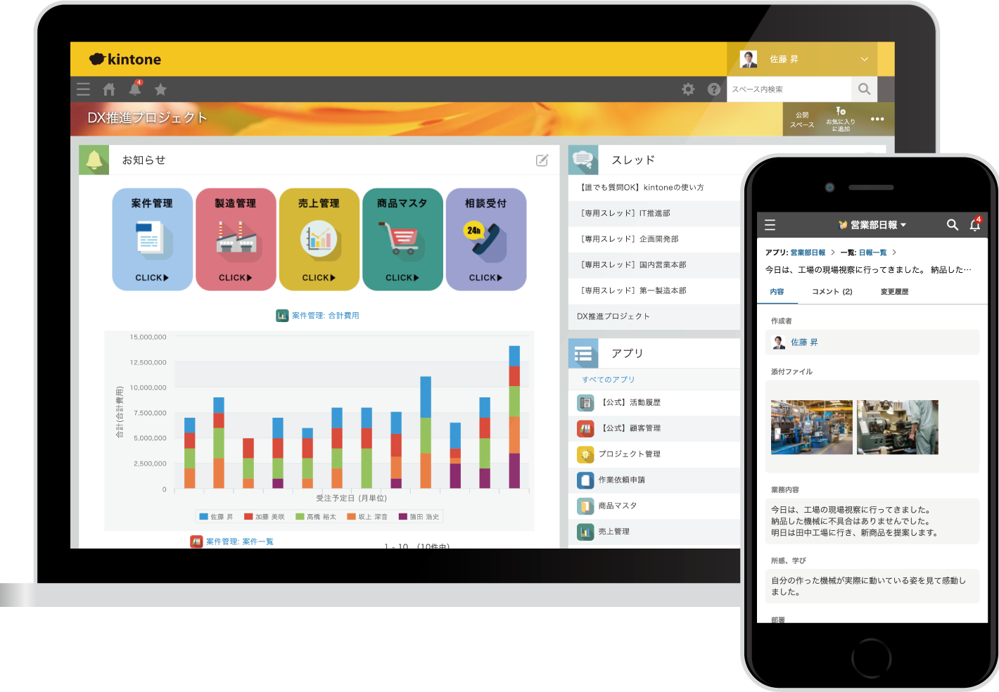 kintone
佐藤 昇
4
スペース内検索
DX推進プロジェクト
公開
スペース
お気に入り
に追加
お知らせ
案件管理
CLICK
製造管理
CLICK
売上管理
CLICK
商品マスタ
CLICK
相談受付
24h
CLICK
案件管理: 合計費用
合計(合計費用)
15,000,000
12,500,000
10,000,000
7,500,000
5,000,000
2,500,000
0
受注予定日 (月単位)
佐藤 昇
加藤 美咲
高橋 裕太
坂上 深音
猫田 浩史
案件管理: 案件一覧
1 - 10 (10件中)
スレッド
【誰でも質問OK】kintoneの使い方
［専用スレッド］IT推進部
［専用スレッド］企画開発部
［専用スレッド］国内営業本部
［専用スレッド］第一製造本部
DX推進プロジェクト
アプリ
すべてのアプリ
【公式】活動履歴
【公式】顧客管理
プロジェクト管理
作業依頼申請
商品マスタ
売上管理
営業部日報
4
アプリ: 営業部日報 > 一覧: 日報一覧 >
今日は、工場の現場視察に行ってきました。 納品した…
内容
コメント (2)
変更履歴
作成者
佐藤 昇
添付ファイル
業務内容
今日は、工場の現場視察に行ってきました。
納品した機械に不具合はありませんでした。
明日は田中工場に行き、新商品を提案します。
所感、学び
自分の作った機械が実際に動いている姿を見て感動し
ました。
部署